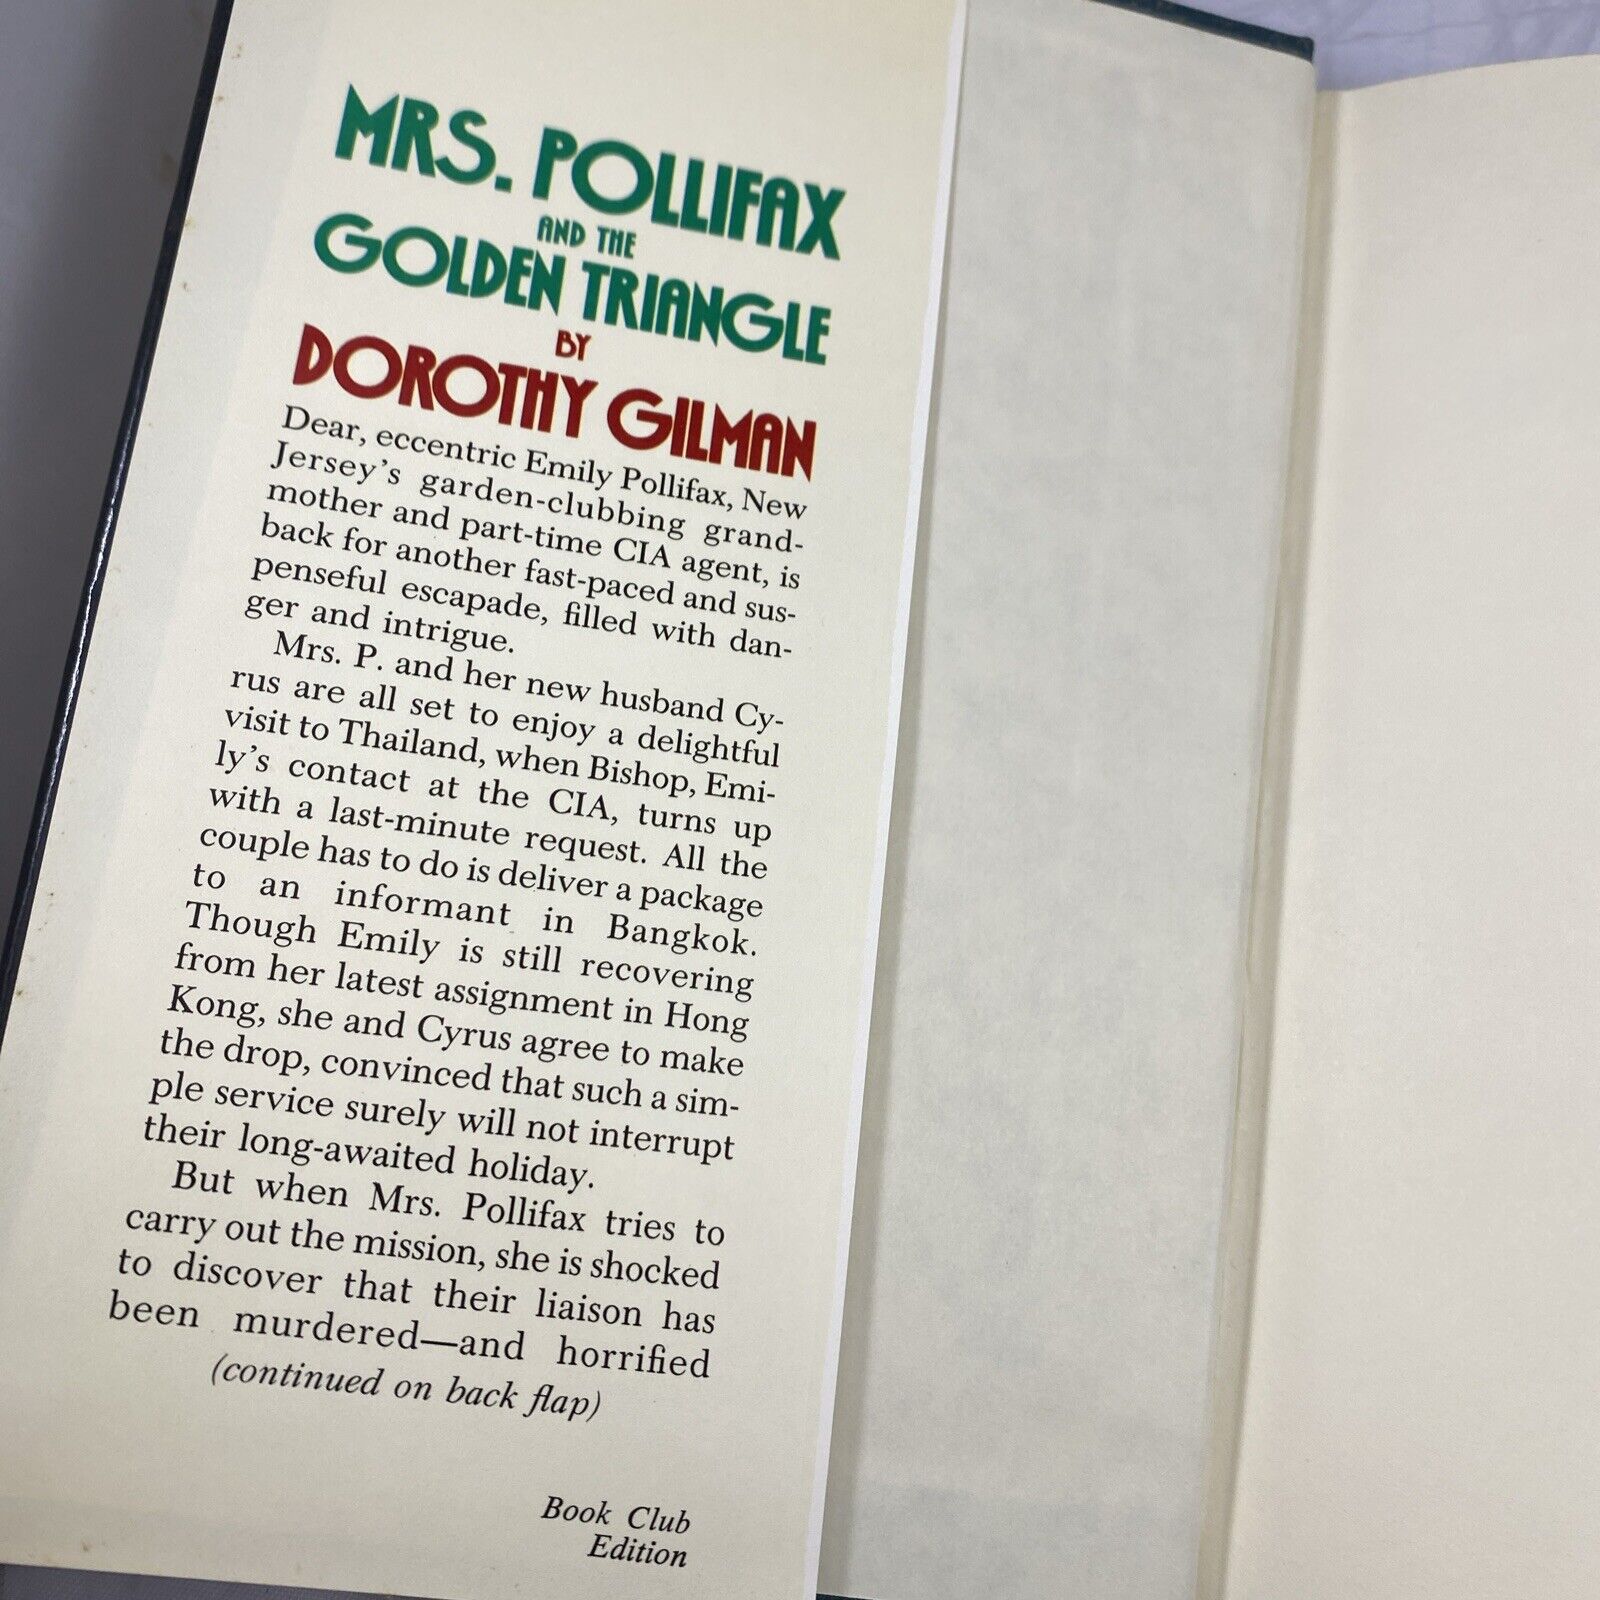 MRS. POLLIFAX
AND THE
GOLDEN TRIANGLE
BY
DOROTHY GILMAN
Dear, eccentric Emily Pollifax, New
Jersey's garden-clubbing grand-
mother and part-time CIA agent, is
back for another fast-paced and sus-
penseful escapade, filled with dan-
ger and intrigue.
Mrs. P. and her new husband Cy-
rus are all set to enjoy a delightful
visit to Thailand, when Bishop, Emi-
ly's contact at the CIA, turns up
with a last-minute request. All the
couple has to do is deliver a package
to an informant in Bangkok.
Though Emily is still recovering
from her latest assignment in Hong
Kong, she and Cyrus agree to make
the drop, convinced that such a sim-
ple service surely will not interrupt
their long-awaited holiday.
But when Mrs. Pollifax tries to
carry out the mission, she is shocked
to discover that their liaison has
been murdered—and horrified
(continued on back flap)
Book Club
Edition